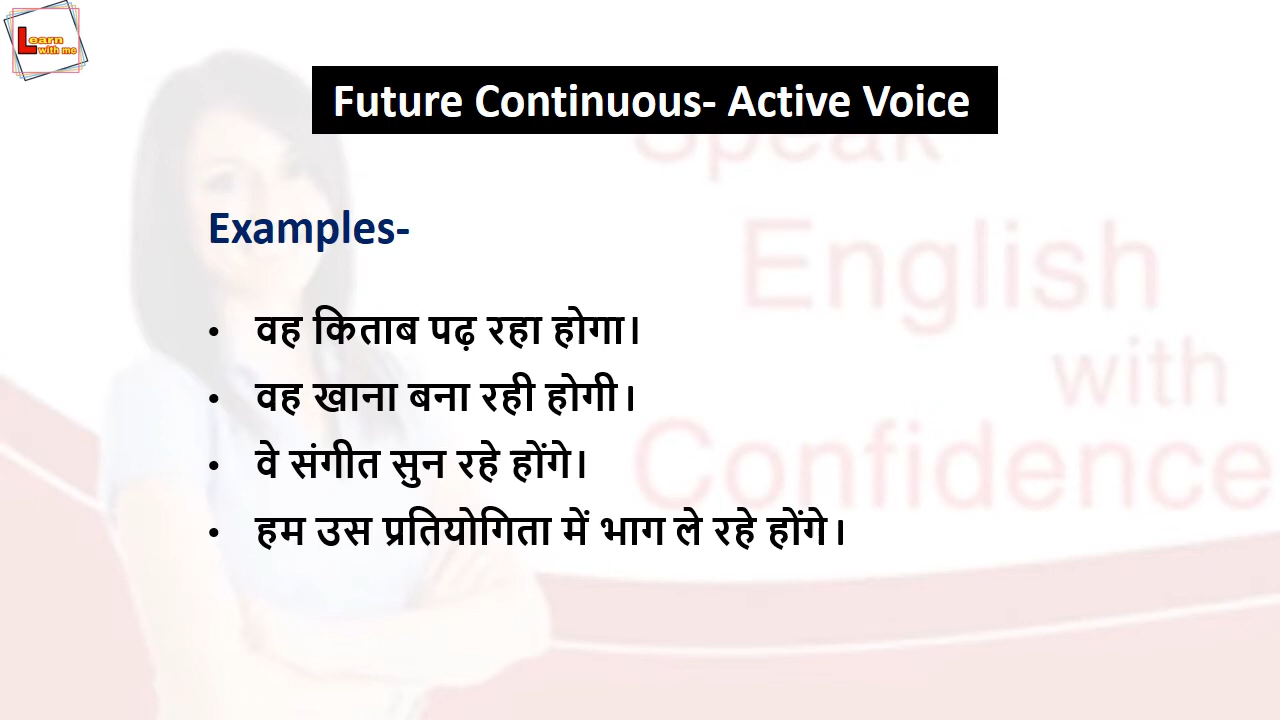 Learn
with me
Future Continuous- Active Voice
Speak
English
with
Confidence
Examples-
• वह किताब पढ़ रहा होगा।
• वह खाना बना रही होगी।
• वे संगीत सुन रहे होंगे।
• हम उस प्रतियोगिता में भाग ले रहे होंगे।